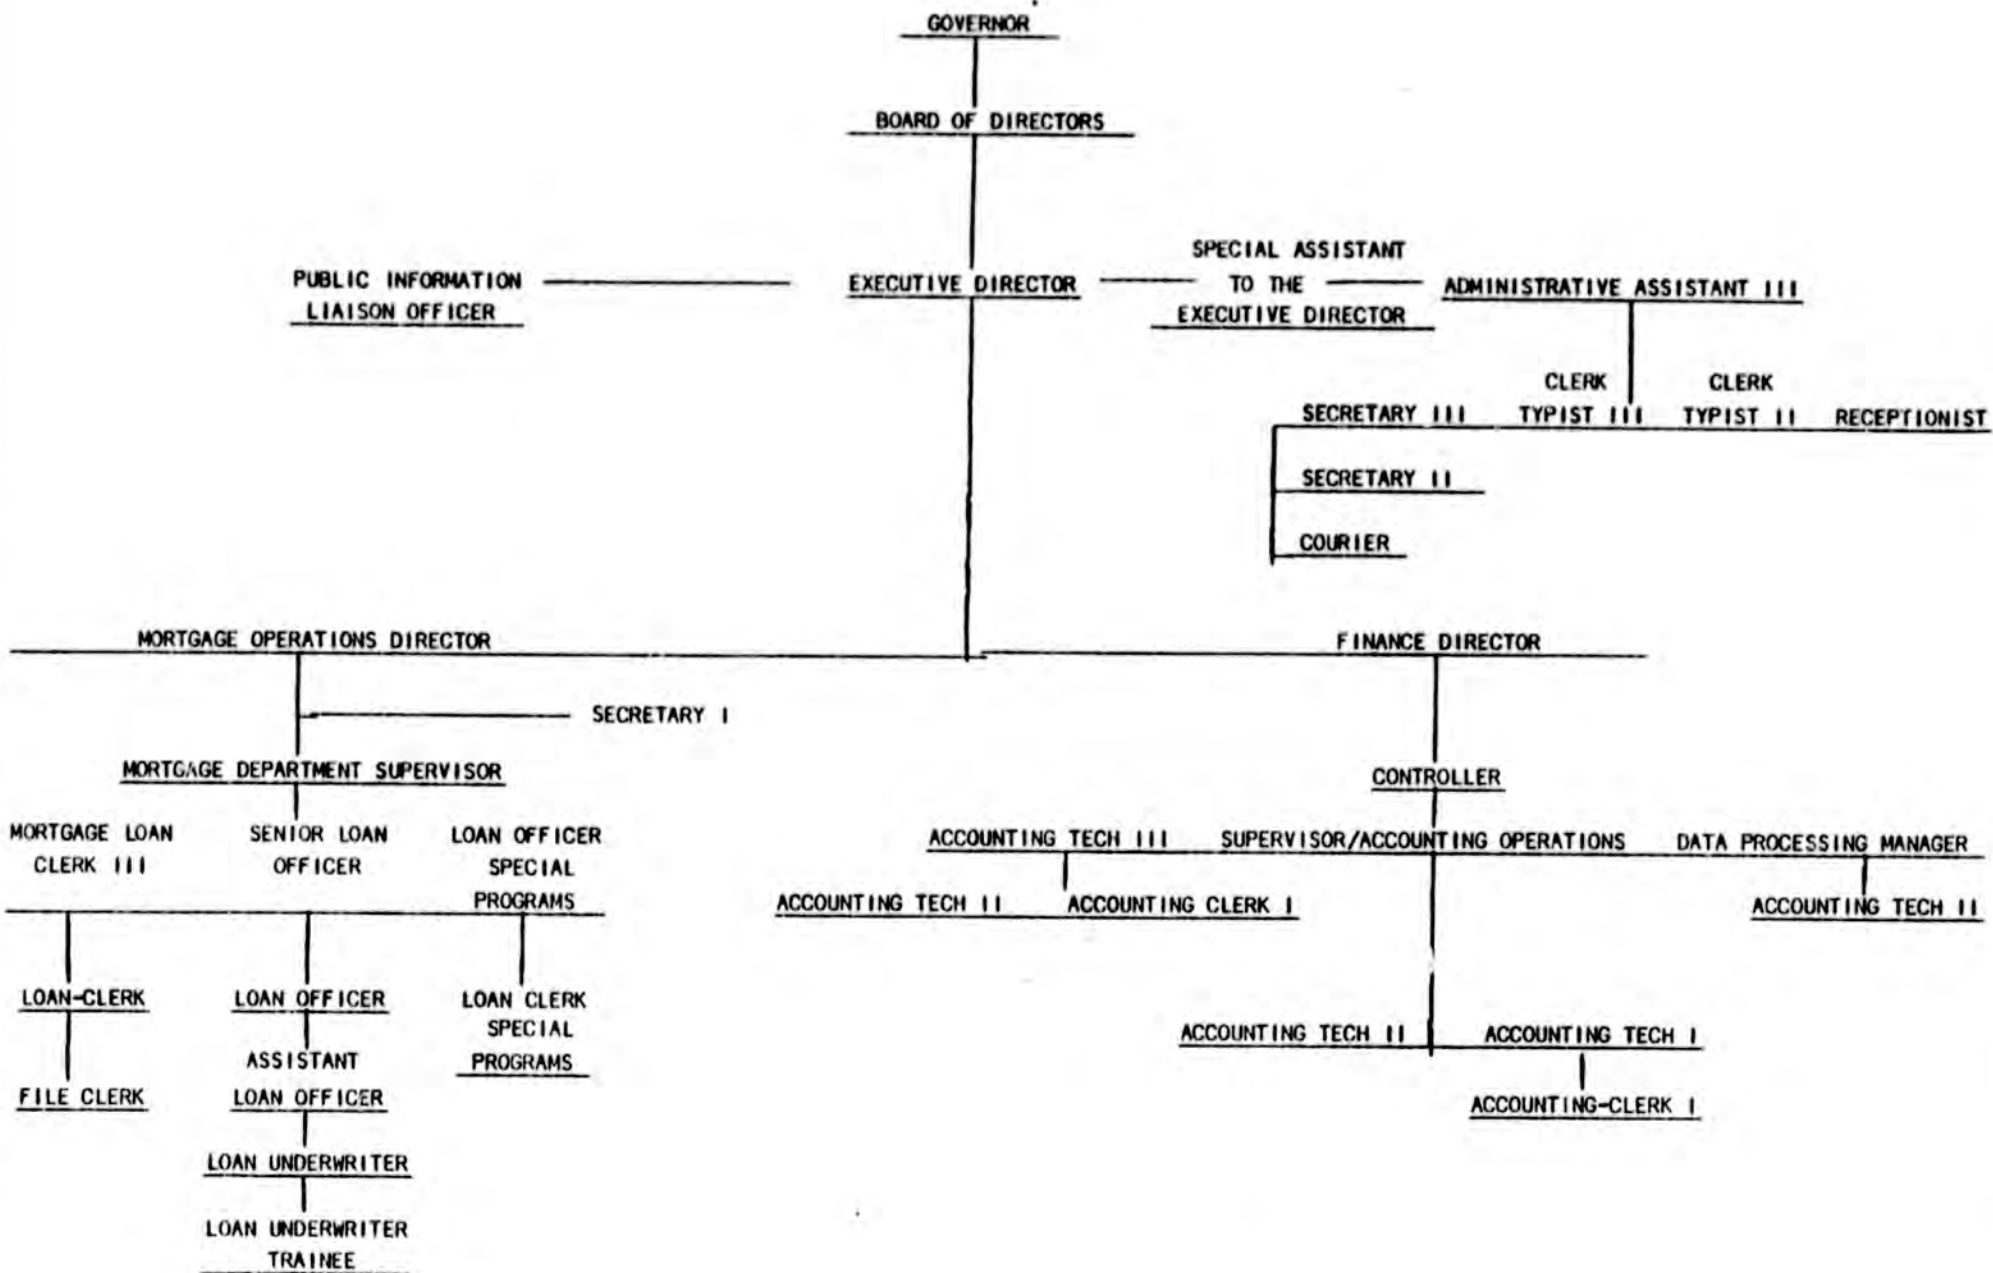 GOVERNOR
BOARD OF DIRECTORS
PUBLIC INFORMATION
LIAISON OFFICER
EXECUTIVE DIRECTOR
SPECIAL ASSISTANT
TO THE
EXECUTIVE DIRECTOR
ADMINISTRATIVE ASSISTANT III
SECRETARY III
CLERK
TYPIST III
CLERK
TYPIST II
RECEPTIONIST
SECRETARY II
COURIER
MORTGAGE OPERATIONS DIRECTOR
FINANCE DIRECTOR
SECRETARY I
MORTGAGE DEPARTMENT SUPERVISOR
CONTROLLER
MORTGAGE LOAN
CLERK III
SENIOR LOAN
OFFICER
LOAN OFFICER
SPECIAL
PROGRAMS
ACCOUNTING TECH III
SUPERVISOR/ACCOUNTING OPERATIONS
DATA PROCESSING MANAGER
ACCOUNTING TECH II
ACCOUNTING CLERK I
ACCOUNTING TECH II
LOAN-CLERK
LOAN OFFICER
LOAN CLERK
SPECIAL
PROGRAMS
ACCOUNTING TECH II
ACCOUNTING TECH I
ASSISTANT
LOAN OFFICER
FILE CLERK
ACCOUNTING-CLERK I
LOAN UNDERWRITER
LOAN UNDERWRITER
TRAINEE